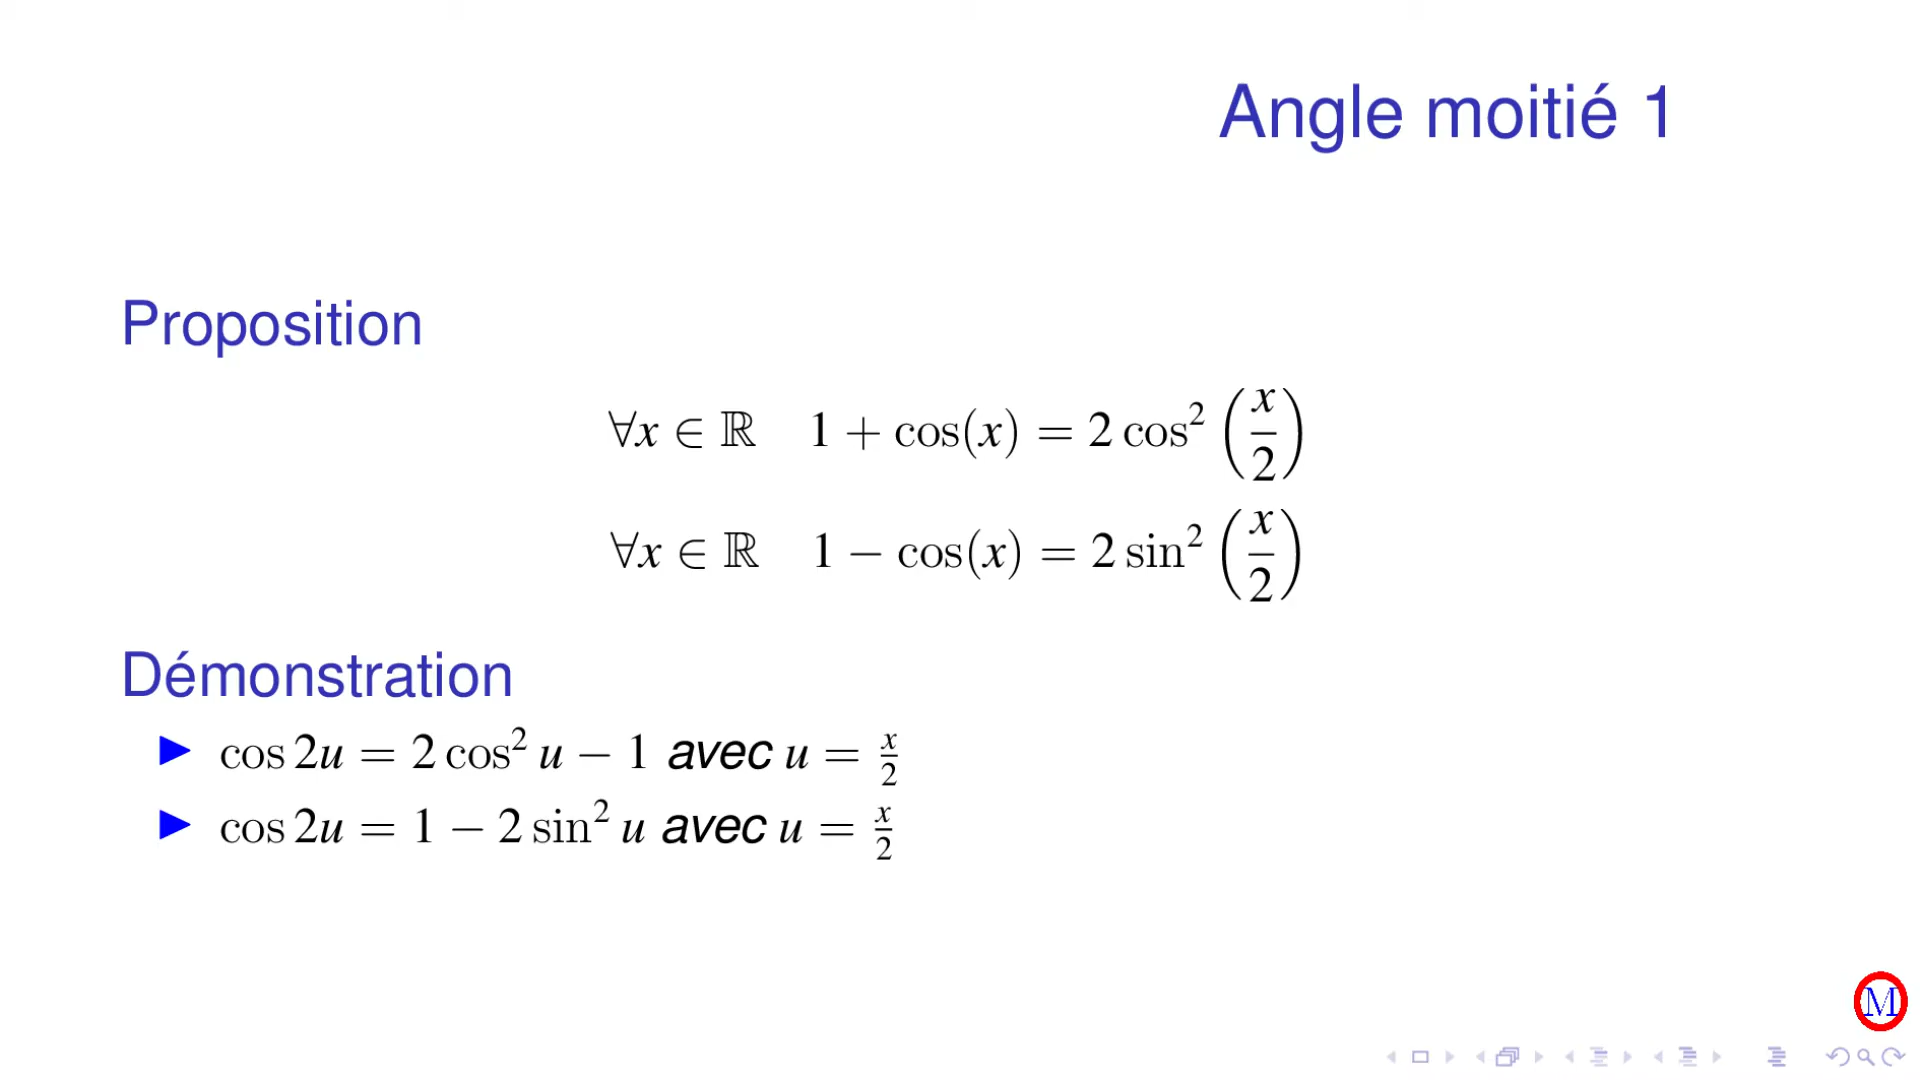 Angle moitié 1
Proposition
∀x ∈ ℝ 1 + cos(x) = 2 cos² (x/2)
∀x ∈ ℝ 1 − cos(x) = 2 sin² (x/2)
Démonstration
▶ cos 2u = 2 cos² u − 1 avec u = x/2
▶ cos 2u = 1 − 2 sin² u avec u = x/2
M